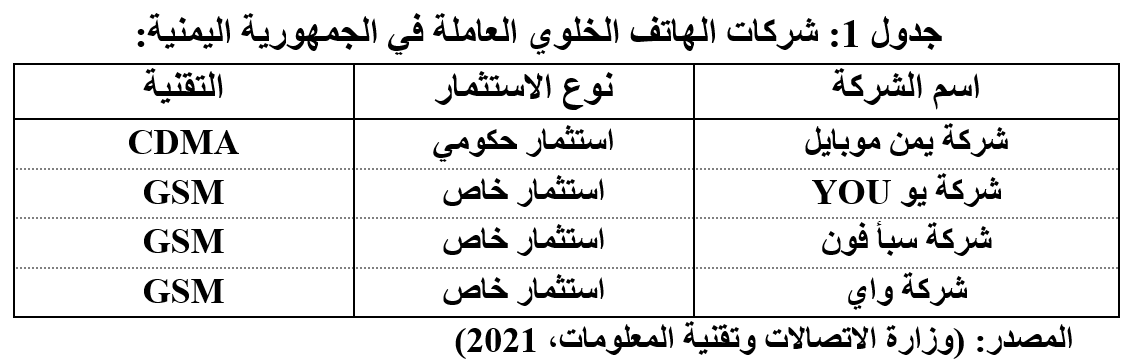 جدول 1: شركات الهاتف الخلوي العاملة في الجمهورية اليمنية:
اسم الشركة نوع الاستثمار التقنية
شركة يمن موبايل استثمار حكومي CDMA
شركة يو YOU استثمار خاص GSM
شركة سبأ فون استثمار خاص GSM
شركة واي استثمار خاص GSM
المصدر: (وزارة الاتصالات وتقنية المعلومات، 2021)